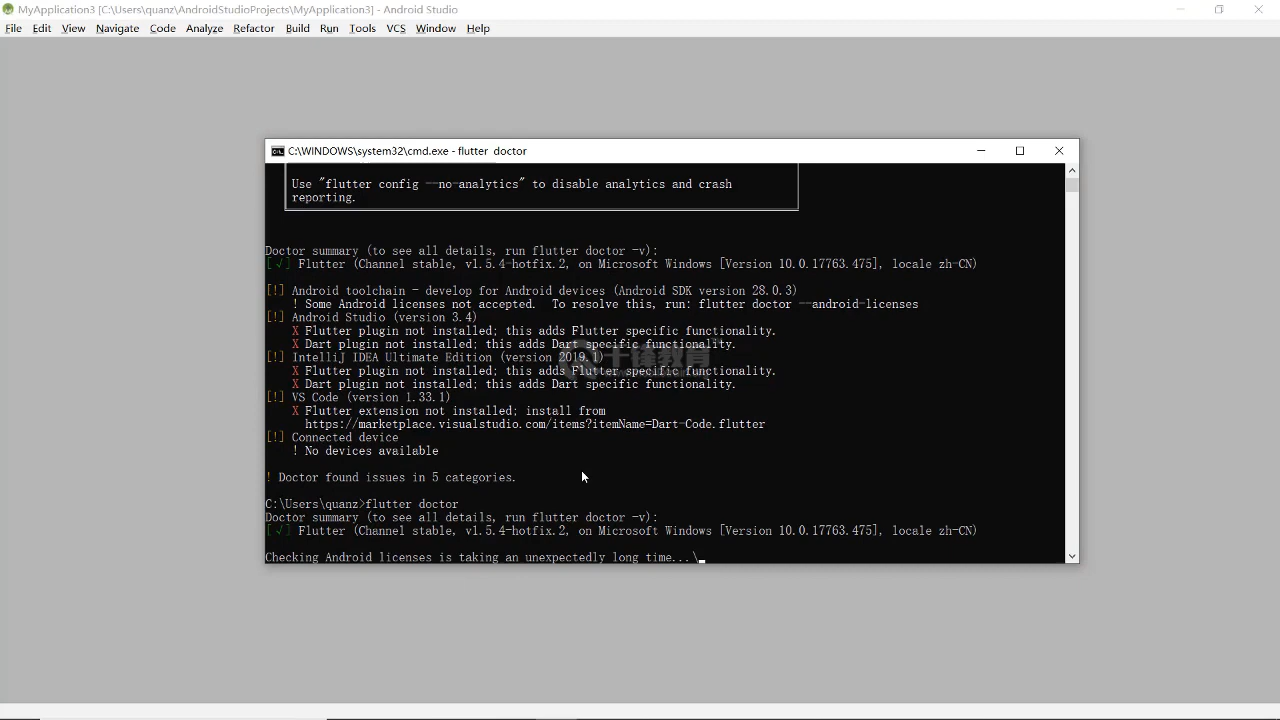 MyApplication3 [C:\Users\quanz\AndroidStudioProjects\MyApplication3] - Android Studio
File Edit View Navigate Code Analyze Refactor Build Run Tools VCS Window Help
C:\WINDOWS\system32\cmd.exe - flutter doctor
Use "flutter config --no-analytics" to disable analytics and crash
reporting.
Doctor summary (to see all details, run flutter doctor -v):
[√] Flutter (Channel stable, v1.5.4-hotfix.2, on Microsoft Windows [Version 10.0.17763.475], locale zh-CN)
[!] Android toolchain - develop for Android devices (Android SDK version 28.0.3)
! Some Android licenses not accepted.  To resolve this, run: flutter doctor --android-licenses
[!] Android Studio (version 3.4)
X Flutter plugin not installed; this adds Flutter specific functionality.
X Dart plugin not installed; this adds Dart specific functionality.
[!] IntelliJ IDEA Ultimate Edition (version 2019.1)
X Flutter plugin not installed; this adds Flutter specific functionality.
X Dart plugin not installed; this adds Dart specific functionality.
[!] VS Code (version 1.33.1)
X Flutter extension not installed; install from
https://marketplace.visualstudio.com/items?itemName=Dart-Code.flutter
[!] Connected device
! No devices available
! Doctor found issues in 5 categories.
C:\Users\quanz>flutter doctor
Doctor summary (to see all details, run flutter doctor -v):
[√] Flutter (Channel stable, v1.5.4-hotfix.2, on Microsoft Windows [Version 10.0.17763.475], locale zh-CN)
Checking Android licenses is taking an unexpectedly long time...\